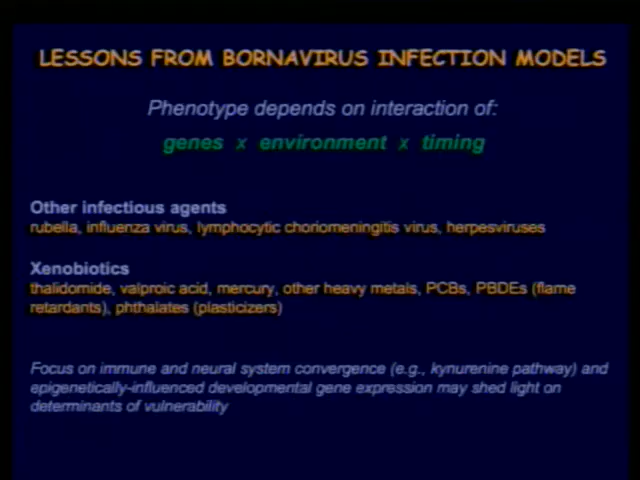 LESSONS FROM BORNAVIRUS INFECTION MODELS
Phenotype depends on interaction of:
genes x environment x timing
Other infectious agents
rubella, influenza virus, lymphocytic choriomeningitis virus, herpesviruses
Xenobiotics
thalidomide, valproic acid, mercury, other heavy metals, PCBs, PBDEs (flame
retardants), phthalates (plasticizers)
Focus on immune and neural system convergence (e.g., kynurenine pathway) and
epigenetically-influenced developmental gene expression may shed light on
determinants of vulnerability